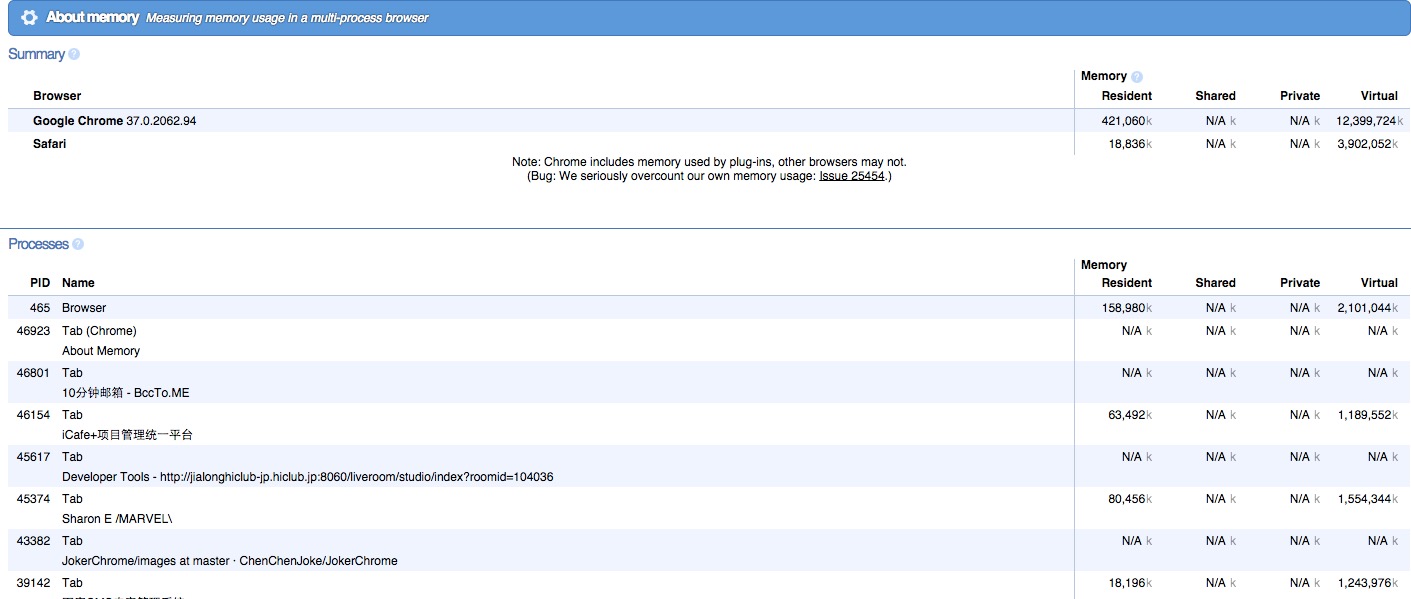 About memory Measuring memory usage in a multi-process browser
Summary ?
Memory ?
Browser Resident Shared Private Virtual
Google Chrome 37.0.2062.94 421,060k N/A k N/A k 12,399,724k
Safari 18,836k N/A k N/A k 3,902,052k
Note: Chrome includes memory used by plug-ins, other browsers may not.
(Bug: We seriously overcount our own memory usage: Issue 25454.)
Processes ?
Memory
PID Name Resident Shared Private Virtual
465 Browser 158,980k N/A k N/A k 2,101,044k
46923 Tab (Chrome) N/A k N/A k N/A k N/A k
About Memory
46801 Tab N/A k N/A k N/A k N/A k
10分钟邮箱 - BccTo.ME
46154 Tab 63,492k N/A k N/A k 1,189,552k
iCafe+项目管理统一平台
45617 Tab N/A k N/A k N/A k N/A k
Developer Tools - http://jialonghiclub-jp.hiclub.jp:8060/liveroom/studio/index?roomid=104036
45374 Tab 80,456k N/A k N/A k 1,554,344k
Sharon E /MARVEL\
43382 Tab N/A k N/A k N/A k N/A k
JokerChrome/images at master · ChenChenJoke/JokerChrome
39142 Tab 18,196k N/A k N/A k 1,243,976k